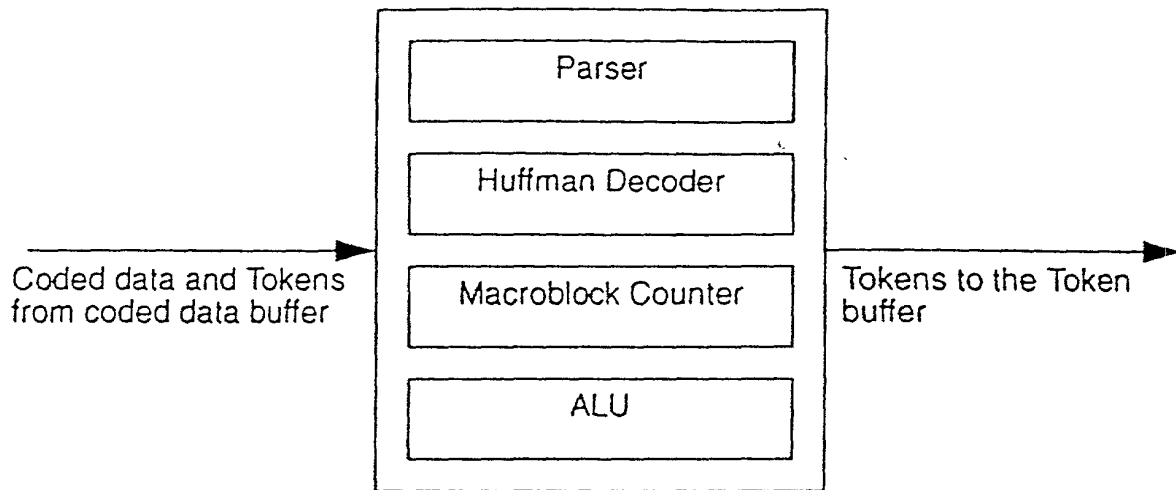 Parser
Huffman Decoder
Macroblock Counter
ALU
Coded data and Tokens
from coded data buffer
Tokens to the Token
buffer